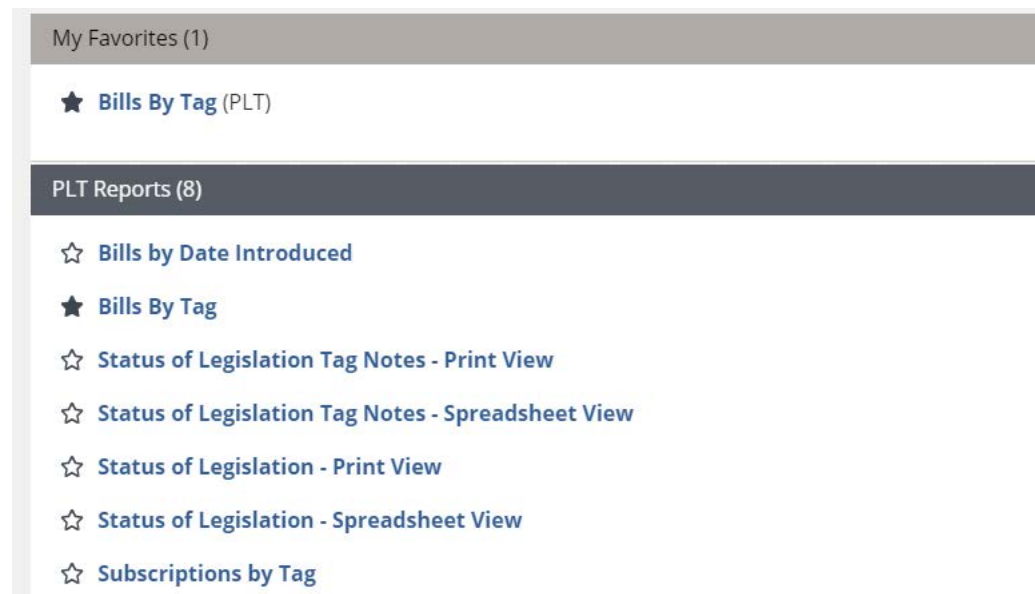 My Favorites (1)
Bills By Tag (PLT)
PLT Reports (8)
Bills by Date Introduced
Bills By Tag
Status of Legislation Tag Notes - Print View
Status of Legislation Tag Notes - Spreadsheet View
Status of Legislation - Print View
Status of Legislation - Spreadsheet View
Subscriptions by Tag